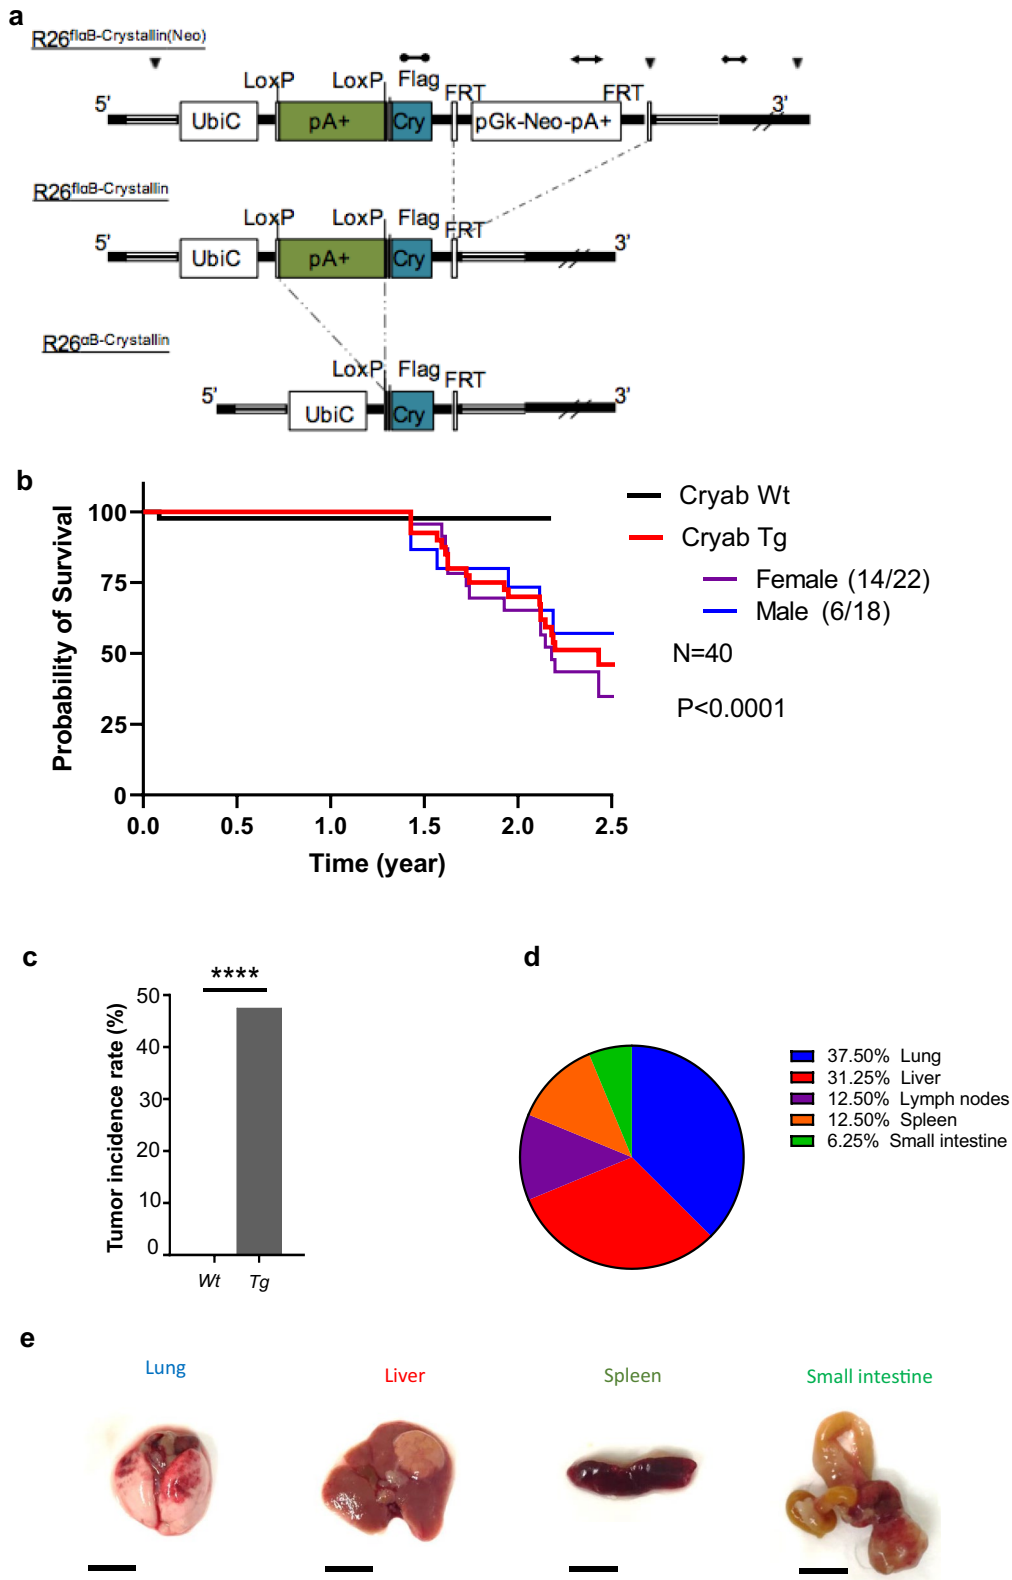 a
R26flαB-Crystallin(Neo)
LoxP LoxP Flag FRT FRT
5' UbiC pA+ Cry pGk-Neo-pA+ 3'
R26flαB-Crystallin
LoxP LoxP Flag FRT
5' UbiC pA+ Cry 3'
R26αB-Crystallin
LoxP Flag FRT
5' UbiC Cry 3'
b
Probability of Survival
100
75
50
25
0
0.0 0.5 1.0 1.5 2.0 2.5
Time (year)
Cryab Wt
Cryab Tg
Female (14/22)
Male (6/18)
N=40
P<0.0001
c
Tumor incidence rate (%)
50
40
30
20
10
0
****
Wt Tg
d
37.50% Lung
31.25% Liver
12.50% Lymph nodes
12.50% Spleen
6.25% Small intestine
e
Lung Liver Spleen Small intestine